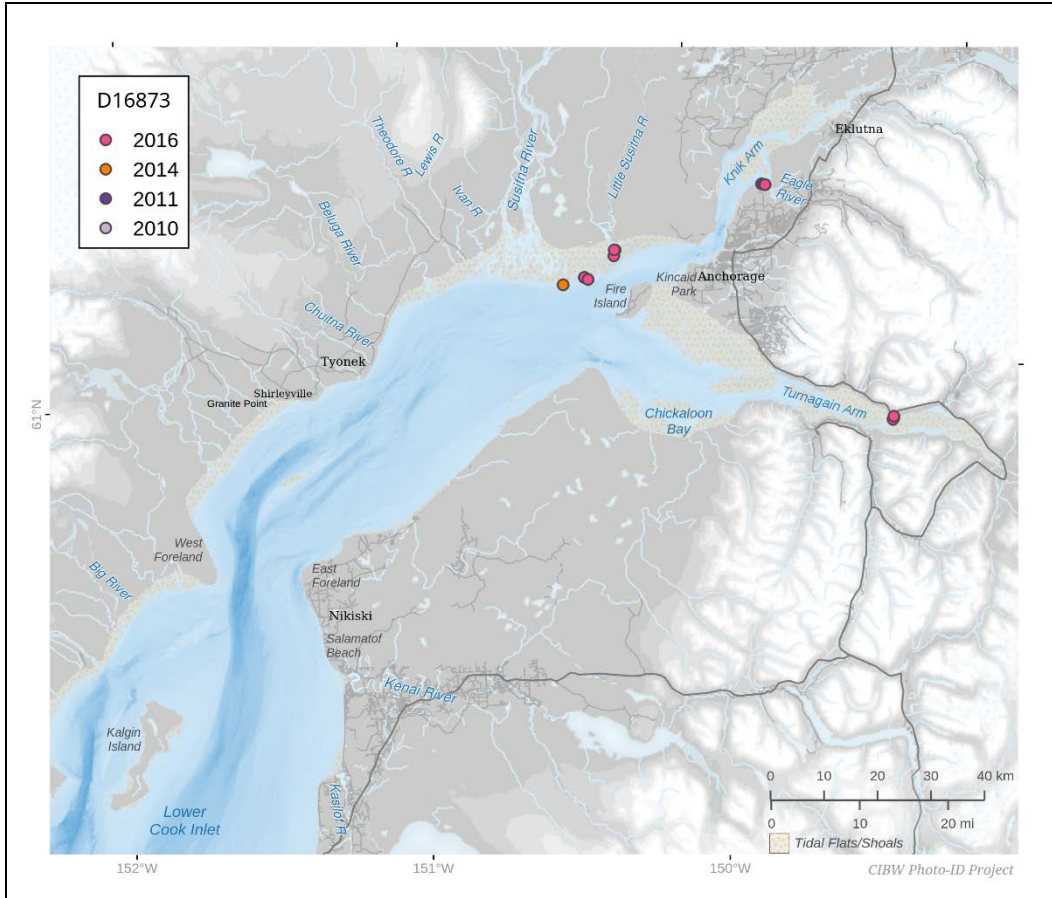 D16873
2016
2014
2011
2010
Theodore R
Lewis R
Ivan R
Susitna River
Little Susitna R
Knik Arm
Eklutna
Eagle
River
Beluga River
Chuitna River
Tyonek
Shirleyville
Granite Point
Kincaid
Park
Anchorage
Fire
Island
Turnagain Arm
Chickaloon
Bay
61°N
West
Foreland
Big River
East
Foreland
Nikiski
Salamatof
Beach
Kenai River
Kalgin
Island
Kasilof R
Lower
Cook Inlet
0 10 20 30 40 km
0 10 20 mi
Tidal Flats/Shoals
152°W 151°W 150°W
CIBW Photo-ID Project